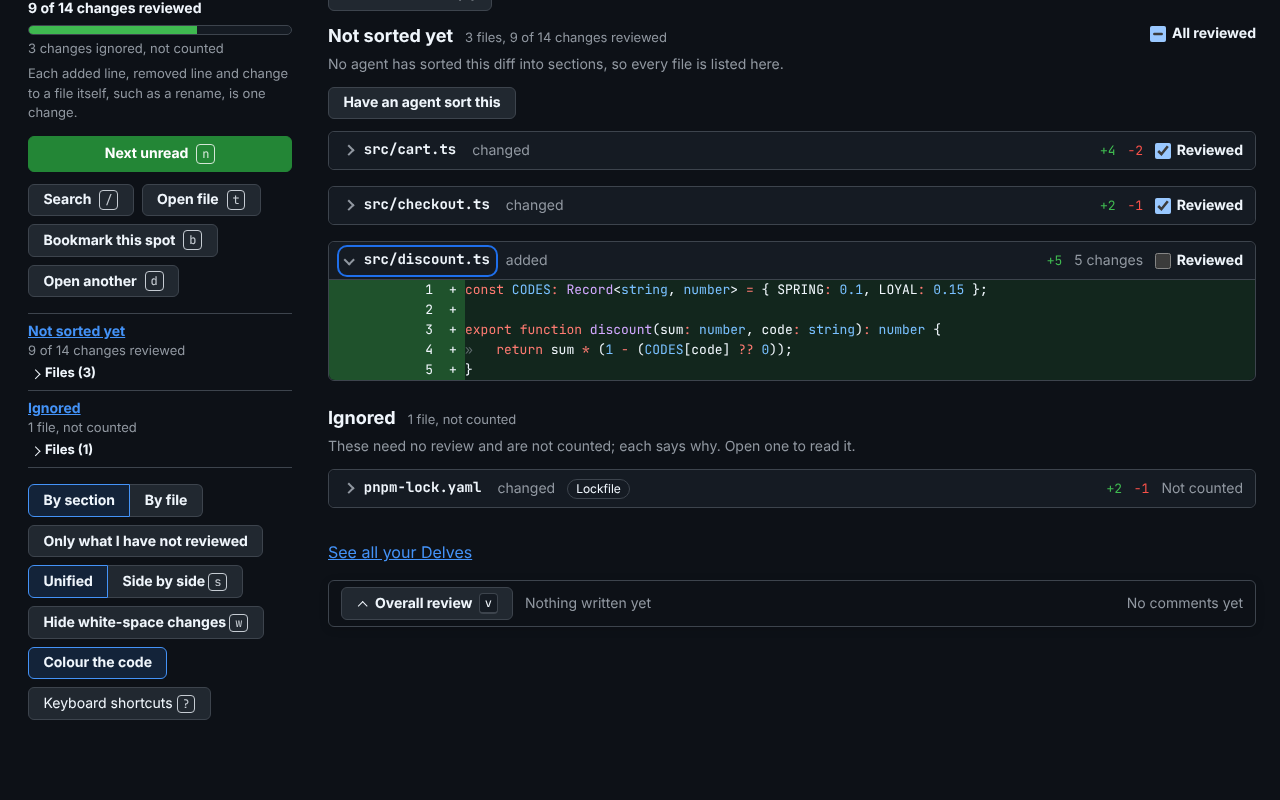 9 of 14 changes reviewed
3 changes ignored, not counted
Each added line, removed line and change
to a file itself, such as a rename, is one
change.
Next unread n
Search / Open file t
Bookmark this spot b
Open another d
Not sorted yet
9 of 14 changes reviewed
Files (3)
Ignored
1 file, not counted
Files (1)
By section By file
Only what I have not reviewed
Unified Side by side s
Hide white-space changes w
Colour the code
Keyboard shortcuts ?
Not sorted yet 3 files, 9 of 14 changes reviewed All reviewed
No agent has sorted this diff into sections, so every file is listed here.
Have an agent sort this
src/cart.ts changed +4 -2 Reviewed
src/checkout.ts changed +2 -1 Reviewed
src/discount.ts added +5 5 changes Reviewed
1 + const CODES: Record<string, number> = { SPRING: 0.1, LOYAL: 0.15 };
2 +
3 + export function discount(sum: number, code: string): number {
4 + »   return sum * (1 - (CODES[code] ?? 0));
5 + }
Ignored 1 file, not counted
These need no review and are not counted; each says why. Open one to read it.
pnpm-lock.yaml changed Lockfile +2 -1 Not counted
See all your Delves
Overall review v Nothing written yet No comments yet